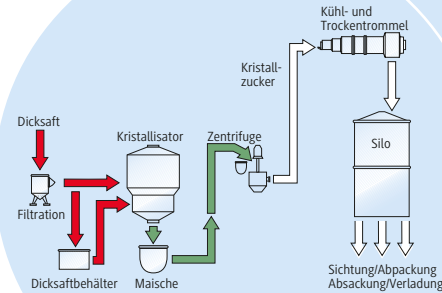 Kühl- und
Trockentrommel
Kristall-
zucker
Dicksaft
Kristallisator
Zentrifuge
Silo
Filtration
Dicksaftbehälter
Maische
Sichtung/Abpackung
Absackung/Verladung